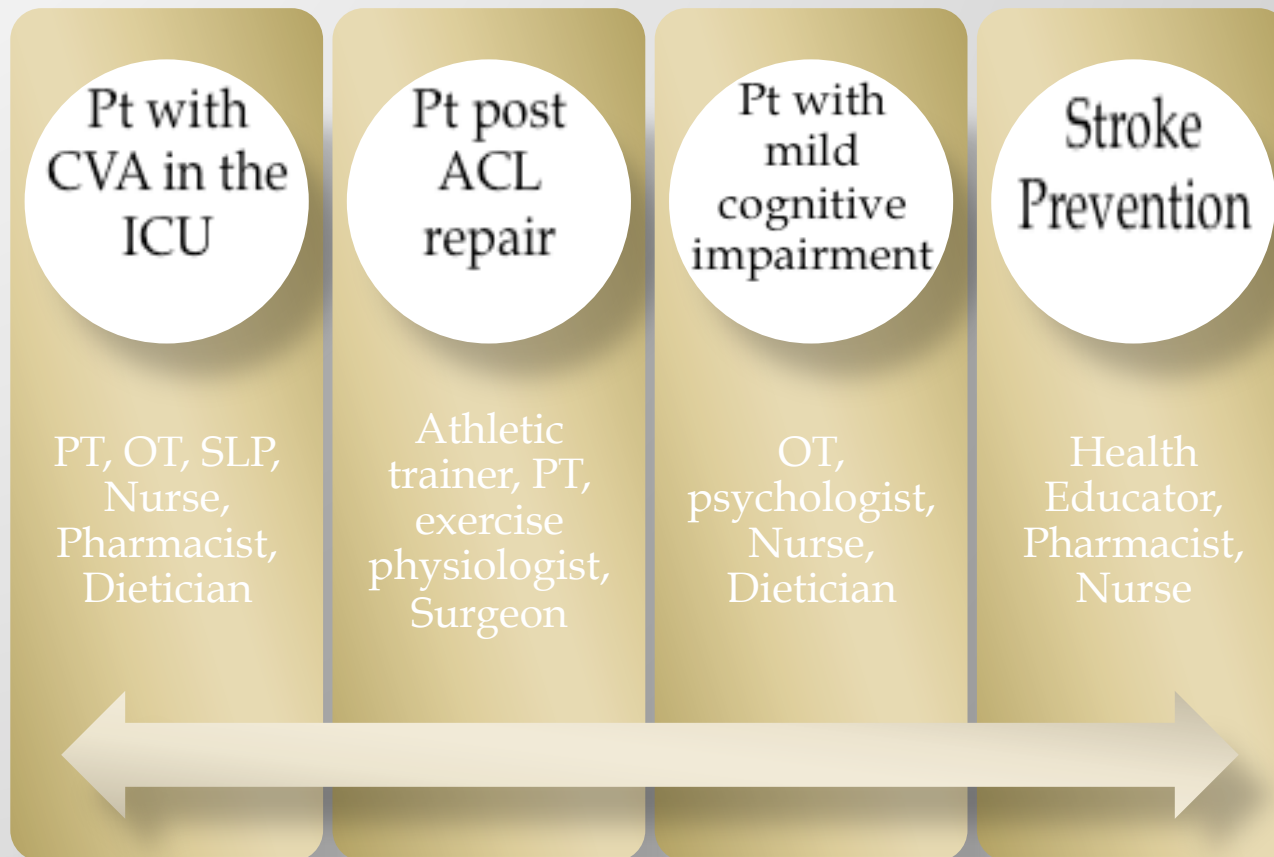 Pt with
CVA in the
ICU
PT, OT, SLP,
Nurse,
Pharmacist,
Dietician
Pt post
ACL
repair
Athletic
trainer, PT,
exercise
physiologist,
Surgeon
Pt with
mild
cognitive
impairment
OT,
psychologist,
Nurse,
Dietician
Stroke
Prevention
Health
Educator,
Pharmacist,
Nurse